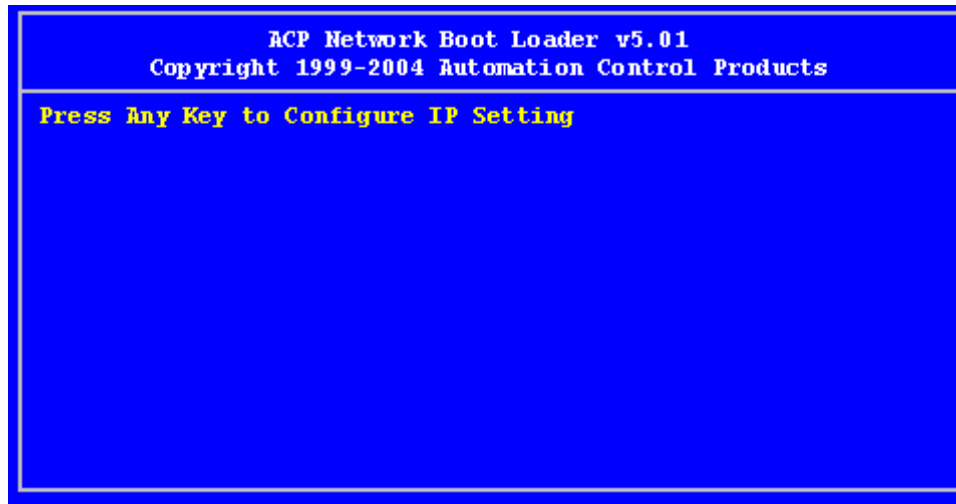 ACP Network Boot Loader v5.01
Copyright 1999-2004 Automation Control Products
Press Any Key to Configure IP Setting